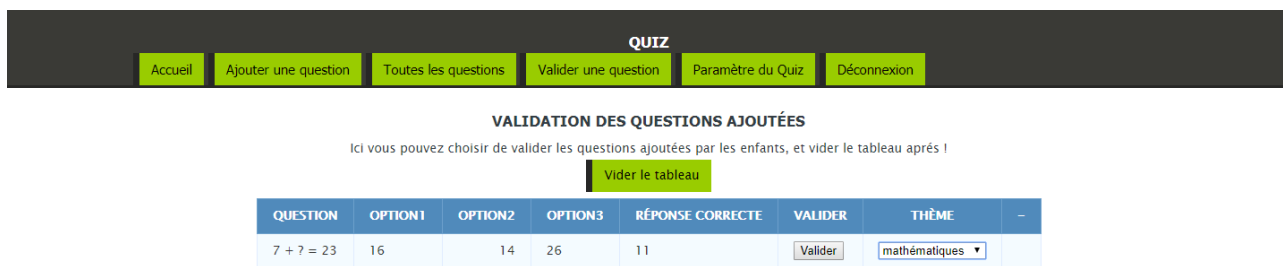 QUIZ
Accueil Ajouter une question Toutes les questions Valider une question Paramètre du Quiz Déconnexion
VALIDATION DES QUESTIONS AJOUTÉES
Ici vous pouvez choisir de valider les questions ajoutées par les enfants, et vider le tableau aprés !
Vider le tableau
QUESTION OPTION1 OPTION2 OPTION3 RÉPONSE CORRECTE VALIDER THÈME –
7 + ? = 23 16 14 26 11 Valider mathématiques